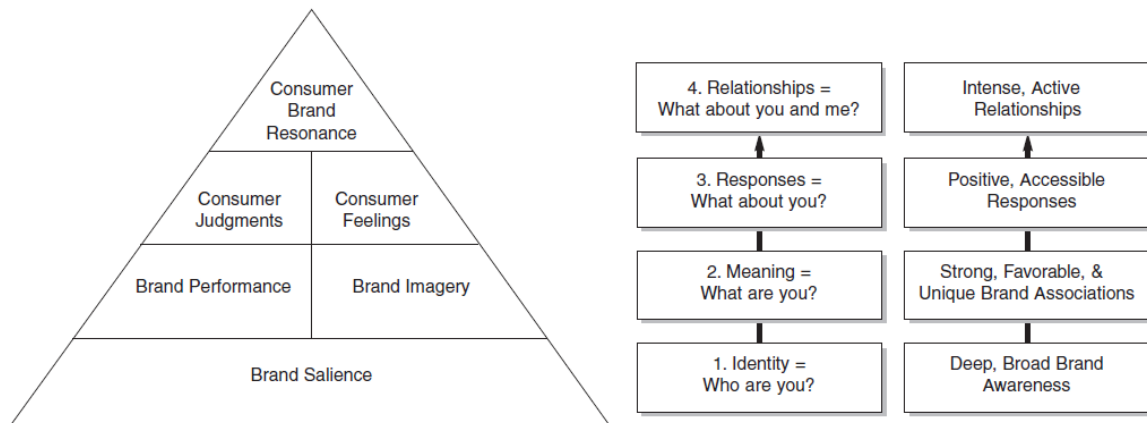 Consumer
Brand
Resonance
Consumer
Judgments
Consumer
Feelings
Brand Performance
Brand Imagery
Brand Salience
4. Relationships =
What about you and me?
3. Responses =
What about you?
2. Meaning =
What are you?
1. Identity =
Who are you?
Intense, Active
Relationships
Positive, Accessible
Responses
Strong, Favorable, &
Unique Brand Associations
Deep, Broad Brand
Awareness